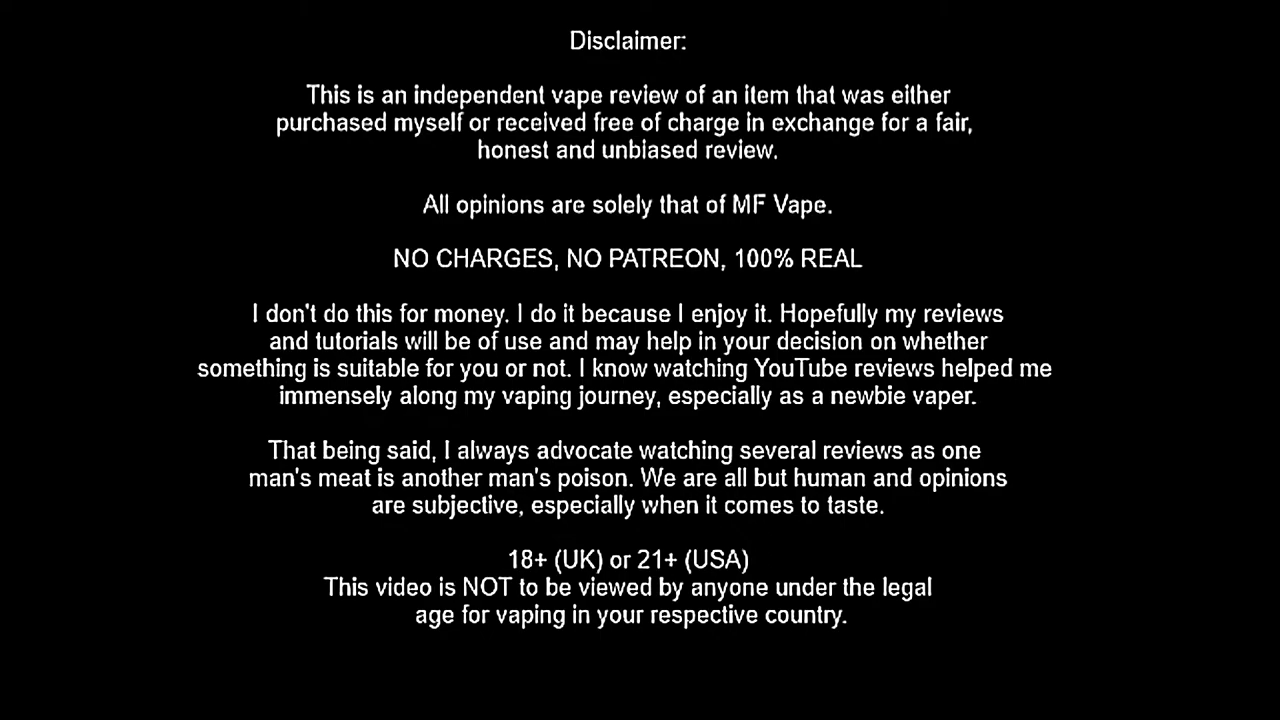 Disclaimer:
This is an independent vape review of an item that was either
purchased myself or received free of charge in exchange for a fair,
honest and unbiased review.
All opinions are solely that of MF Vape.
NO CHARGES, NO PATREON, 100% REAL
I don't do this for money. I do it because I enjoy it. Hopefully my reviews
and tutorials will be of use and may help in your decision on whether
something is suitable for you or not. I know watching YouTube reviews helped me
immensely along my vaping journey, especially as a newbie vaper.
That being said, I always advocate watching several reviews as one
man's meat is another man's poison. We are all but human and opinions
are subjective, especially when it comes to taste.
18+ (UK) or 21+ (USA)
This video is NOT to be viewed by anyone under the legal
age for vaping in your respective country.